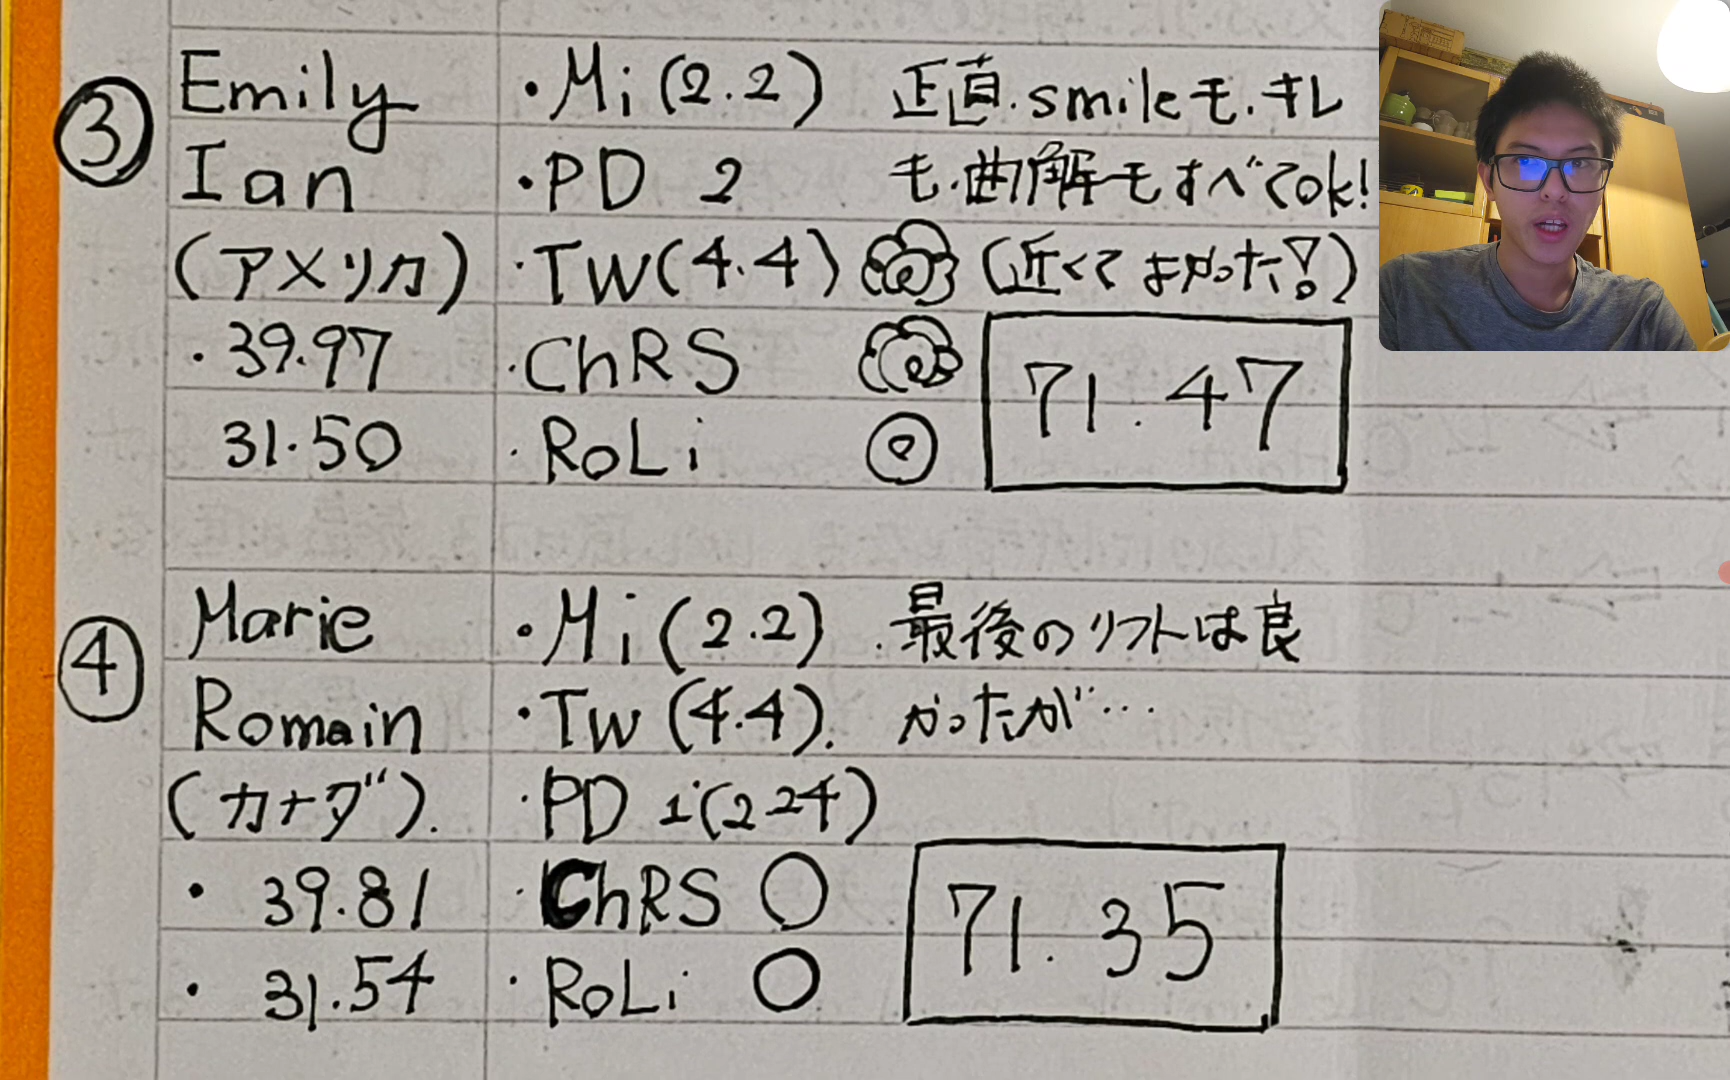 ③ Emily ・Mi(2.2) 正直.smileも.キレ
Ian ・PD 2 も.曲解もすべてok!
(アメリカ) ・TW(4.4) (近くてよかった!)
・39.97 ・ChRS 71.47
31.50 ・RoLi
④ Marie ・Mi(2.2) .最後のリフトは良
Romain ・TW(4.4). かったが…
(カナダ). ・PD 1(224)
・39.81 ・ChRS ○ 71.35
・31.54 ・RoLi ○